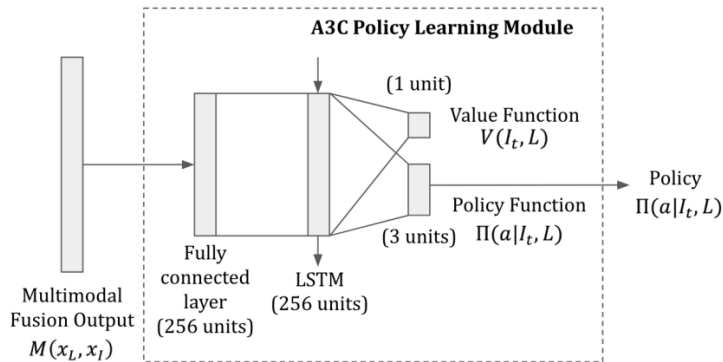 A3C Policy Learning Module
(1 unit)
Value Function
V(I_t, L)
Policy Function
Π(a|I_t, L)
(3 units)
Policy
Π(a|I_t, L)
Fully
connected
layer
(256 units)
LSTM
(256 units)
Multimodal
Fusion Output
M(x_L, x_I)